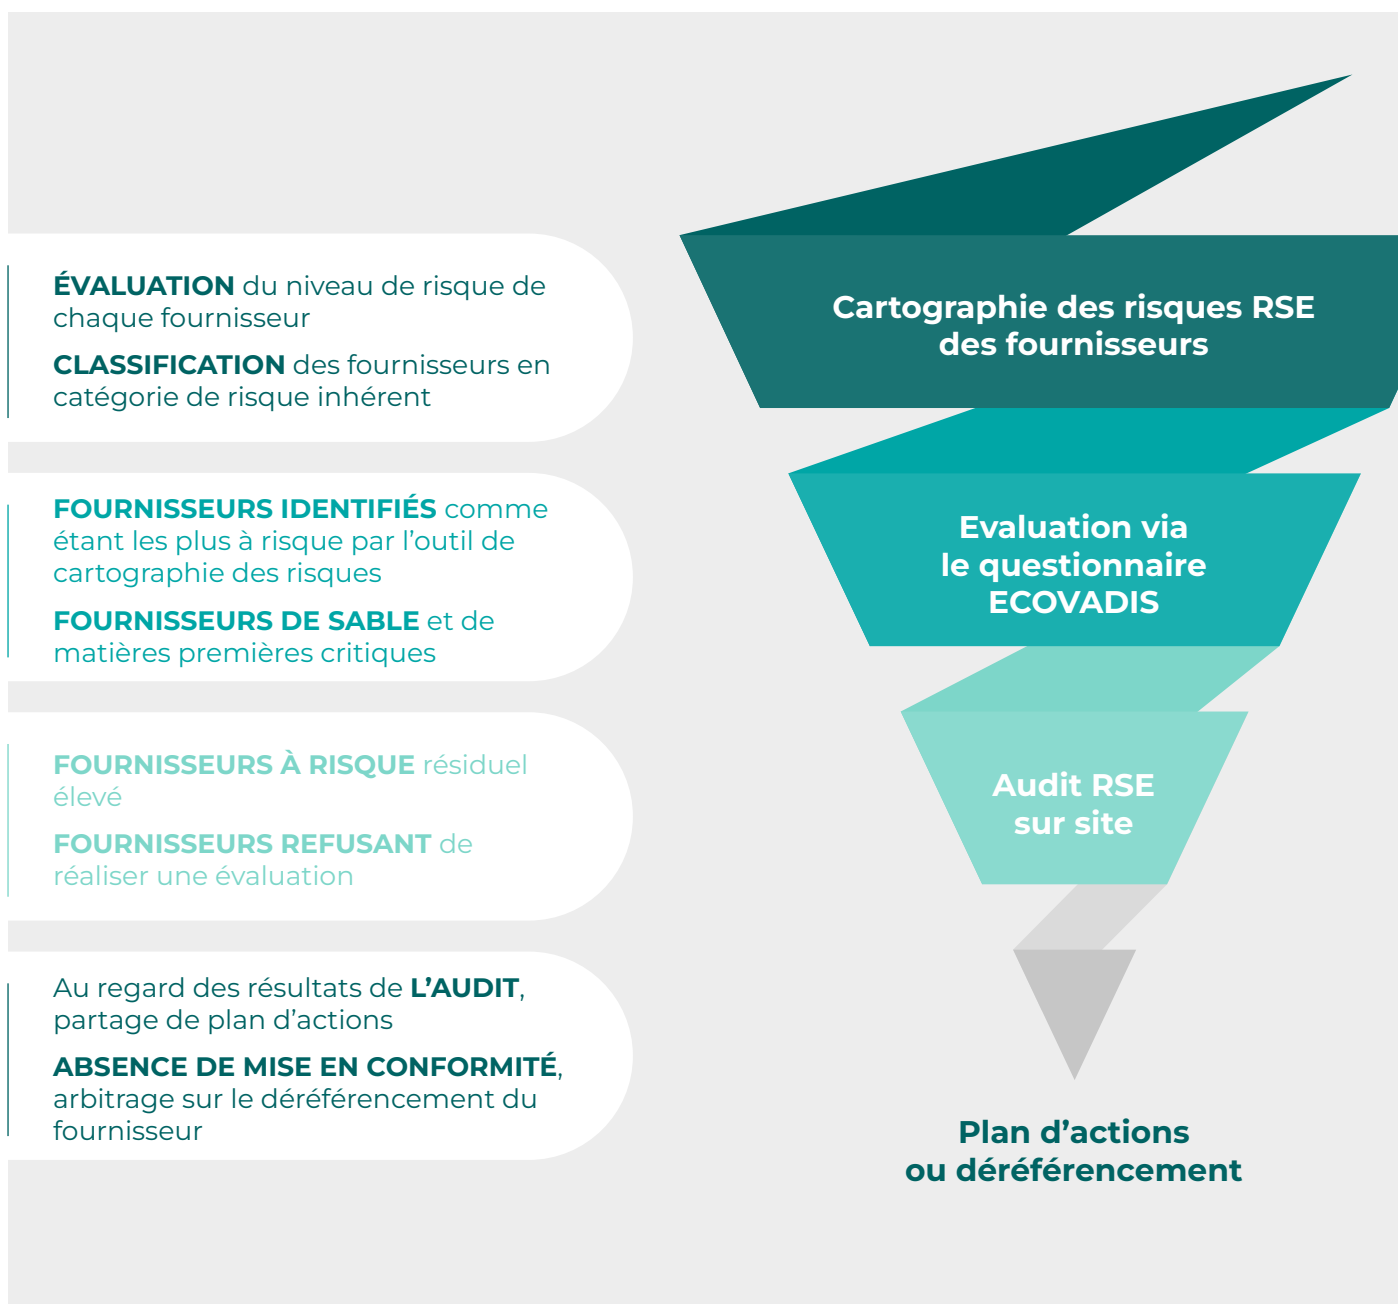 ÉVALUATION du niveau de risque de
chaque fournisseur
CLASSIFICATION des fournisseurs en
catégorie de risque inhérent
Cartographie des risques RSE
des fournisseurs
FOURNISSEURS IDENTIFIÉS comme
étant les plus à risque par l’outil de
cartographie des risques
FOURNISSEURS DE SABLE et de
matières premières critiques
Evaluation via
le questionnaire
ECOVADIS
FOURNISSEURS À RISQUE résiduel
élevé
FOURNISSEURS REFUSANT de
réaliser une évaluation
Audit RSE
sur site
Au regard des résultats de L’AUDIT,
partage de plan d’actions
ABSENCE DE MISE EN CONFORMITÉ,
arbitrage sur le déréférencement du
fournisseur
Plan d’actions
ou déréférencement